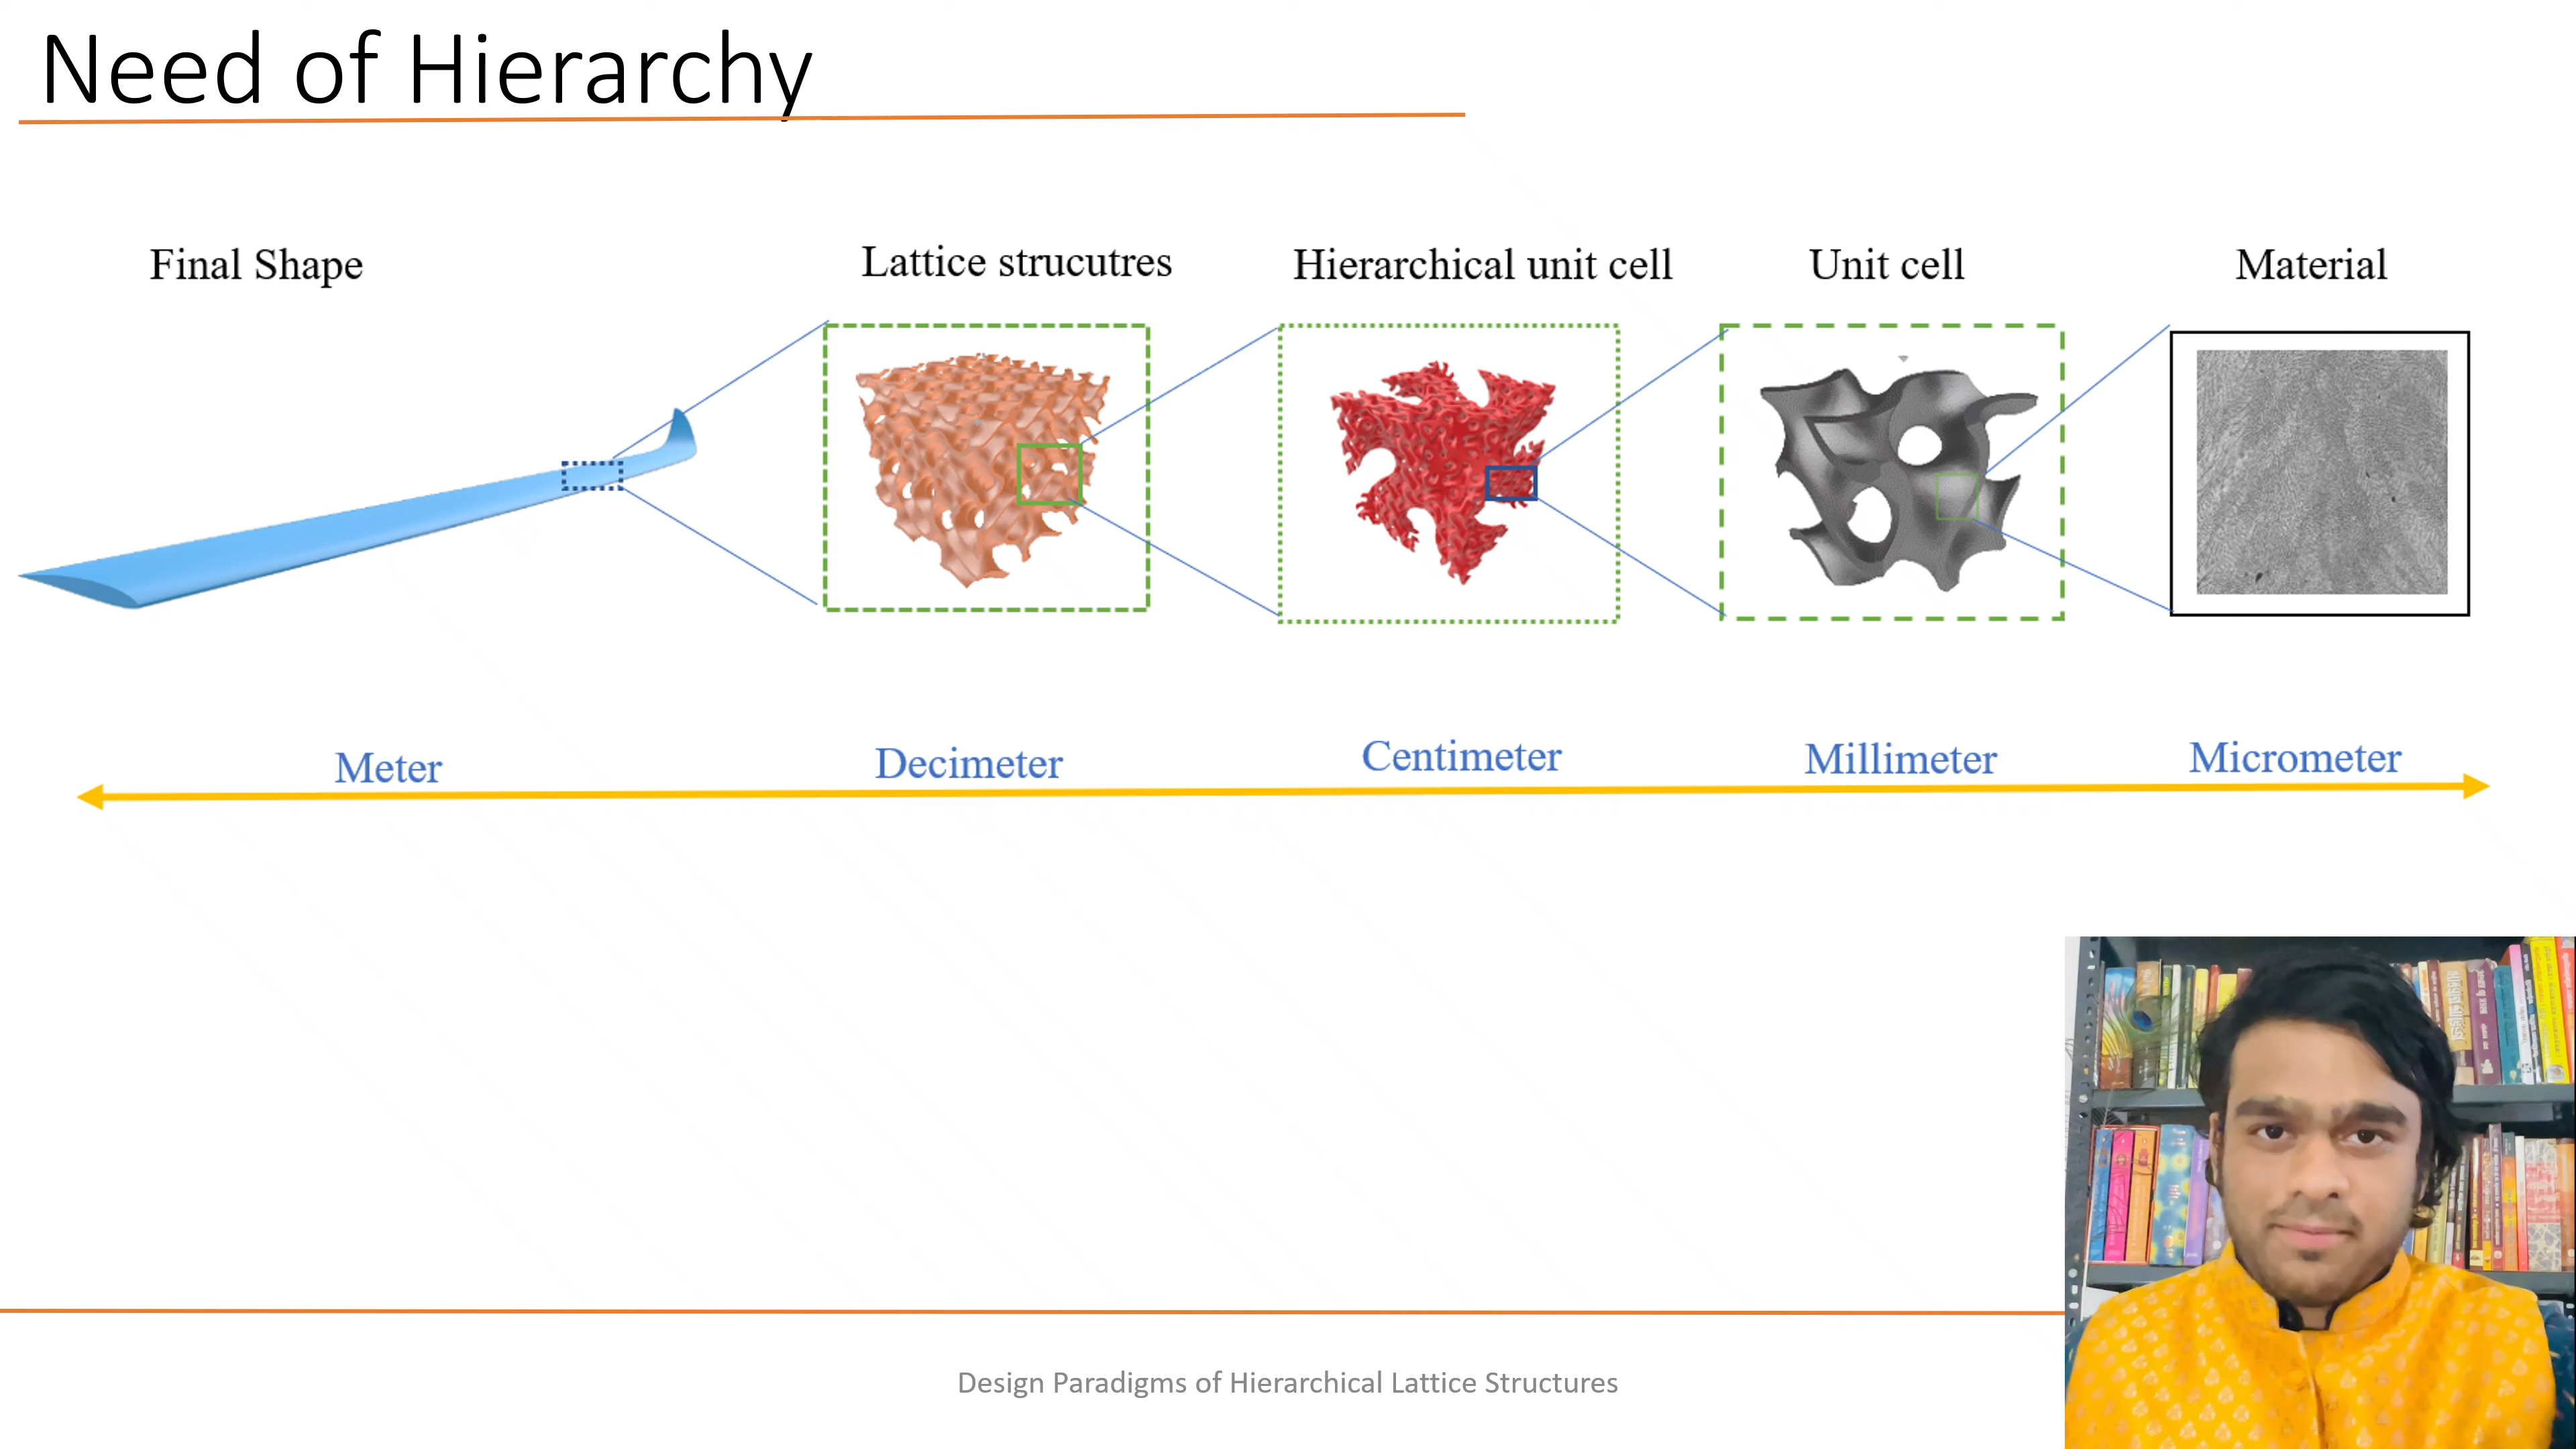 Need of Hierarchy
Final Shape
Lattice strucutres
Hierarchical unit cell
Unit cell
Material
Meter
Decimeter
Centimeter
Millimeter
Micrometer
Design Paradigms of Hierarchical Lattice Structures